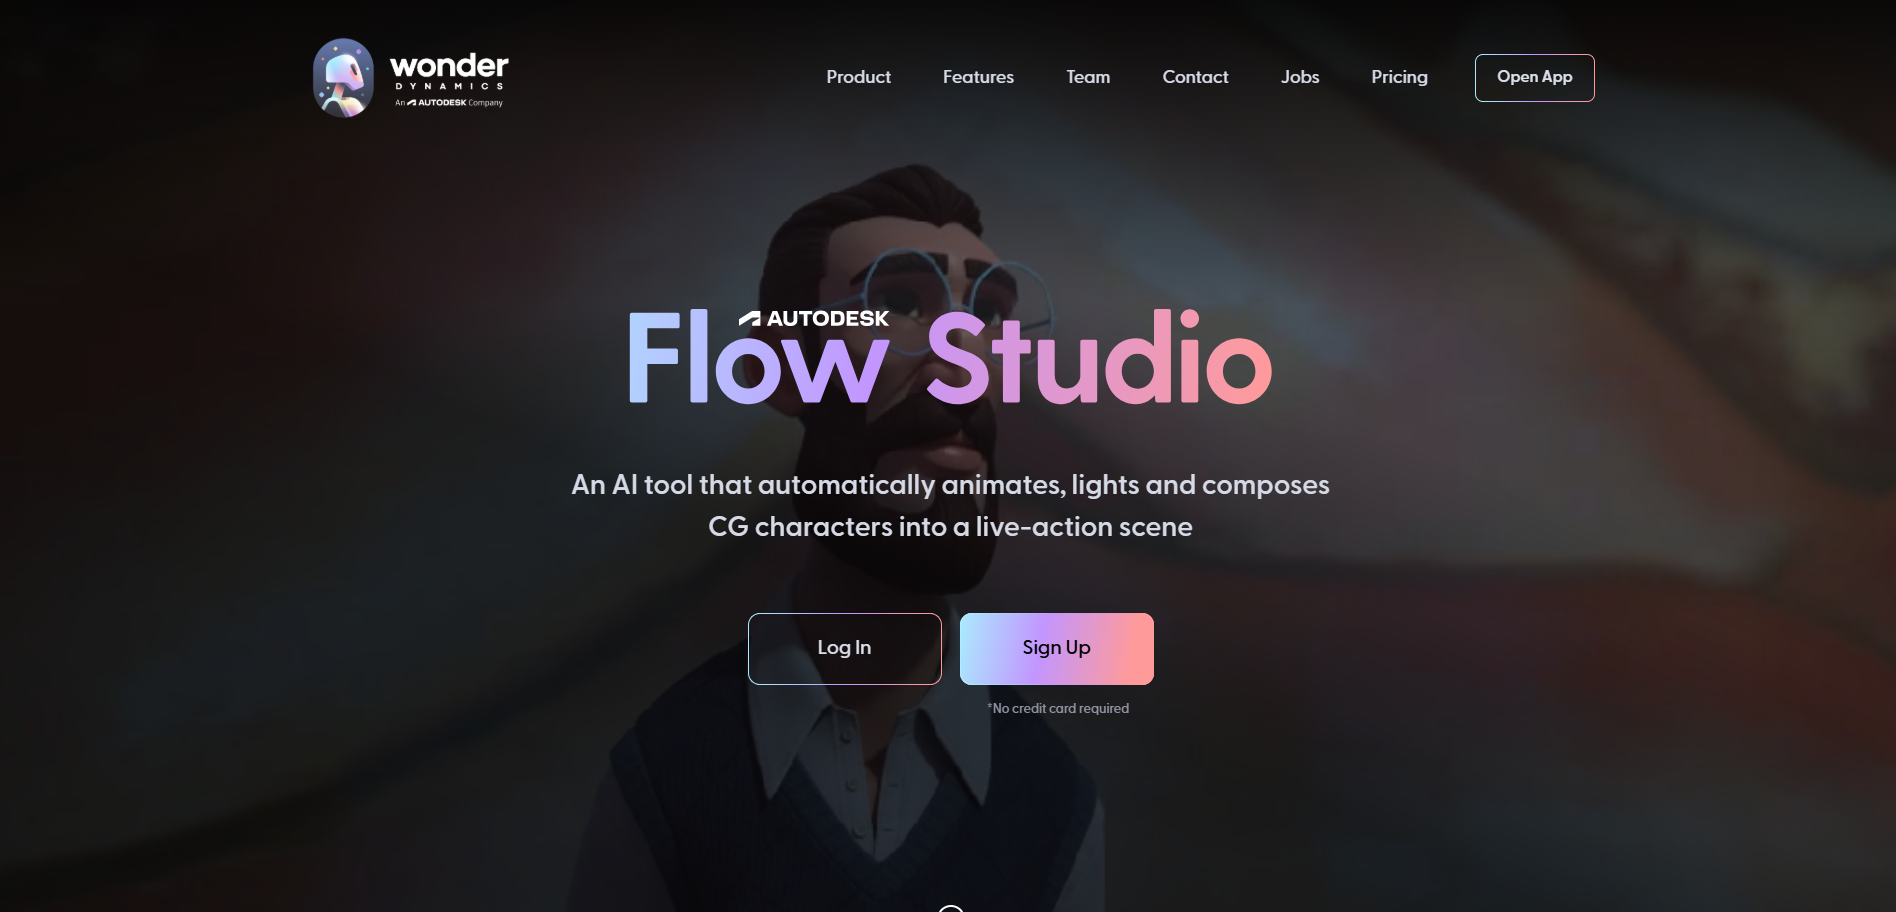 wonder
DYNAMICS
An AUTODESK Company
Product
Features
Team
Contact
Jobs
Pricing
Open App
AUTODESK
Flow Studio
An AI tool that automatically animates, lights and composes
CG characters into a live-action scene
Log In
Sign Up
*No credit card required